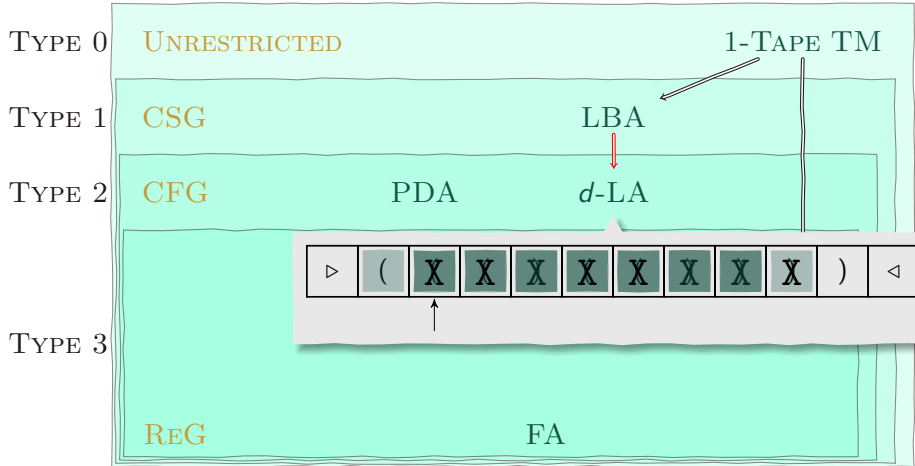 TYPE 0 UNRESTRICTED 1-TAPE TM
TYPE 1 CSG LBA
TYPE 2 CFG PDA d-LA
▷ ( X X X X X X X X ) ◁
TYPE 3
REG FA